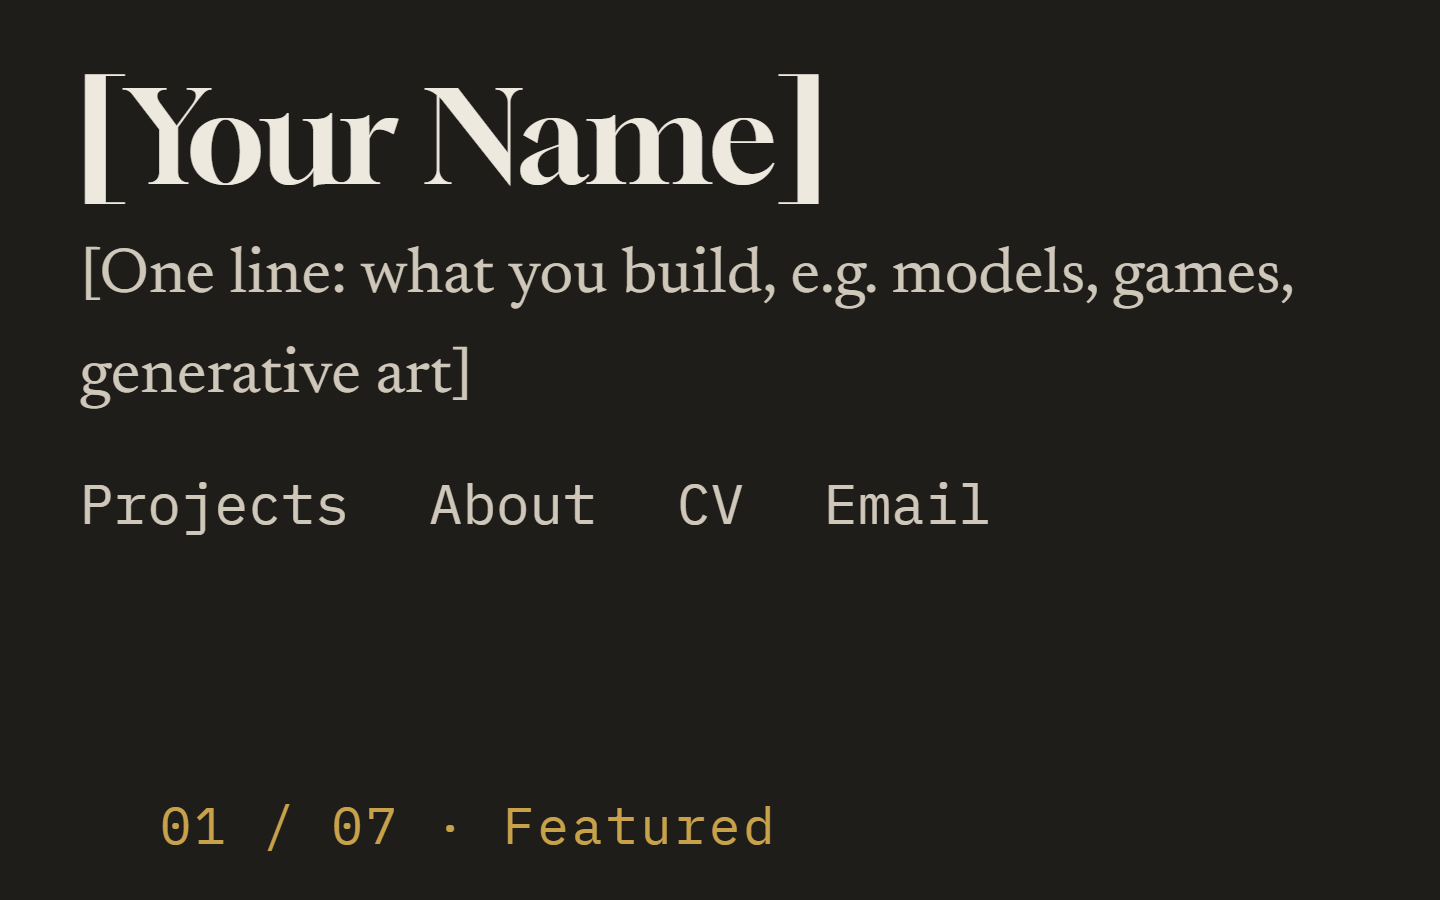 [Your Name]
[One line: what you build, e.g. models, games,
generative art]
Projects About CV Email
01 / 07 · Featured